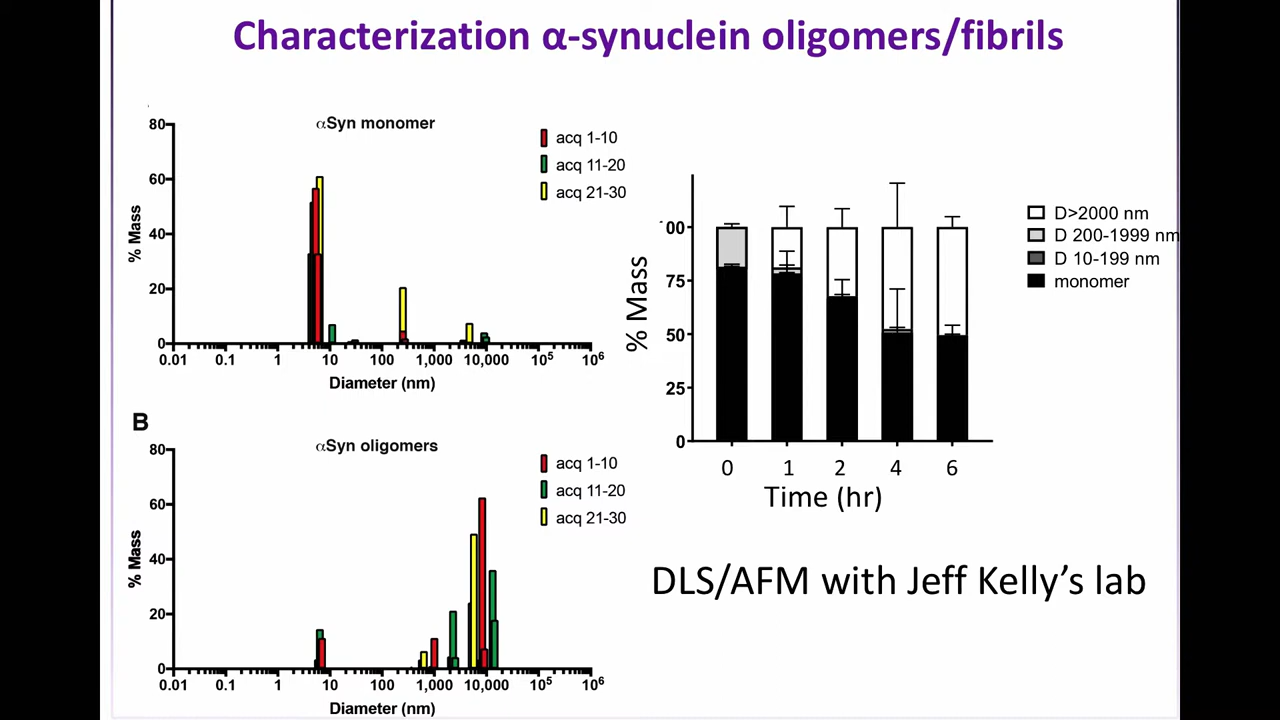 Characterization α-synuclein oligomers/fibrils
αSyn monomer
acq 1-10
acq 11-20
acq 21-30
80
60
40
20
0
% Mass
0.01 0.1 1 10 100 1,000 10,000 10⁵ 10⁶
Diameter (nm)
B
αSyn oligomers
acq 1-10
acq 11-20
acq 21-30
80
60
40
20
0
% Mass
0.01 0.1 1 10 100 1,000 10,000 10⁵ 10⁶
Diameter (nm)
00
75
50
25
0
% Mass
0 1 2 4 6
Time (hr)
D>2000 nm
D 200-1999 nm
D 10-199 nm
monomer
DLS/AFM with Jeff Kelly’s lab